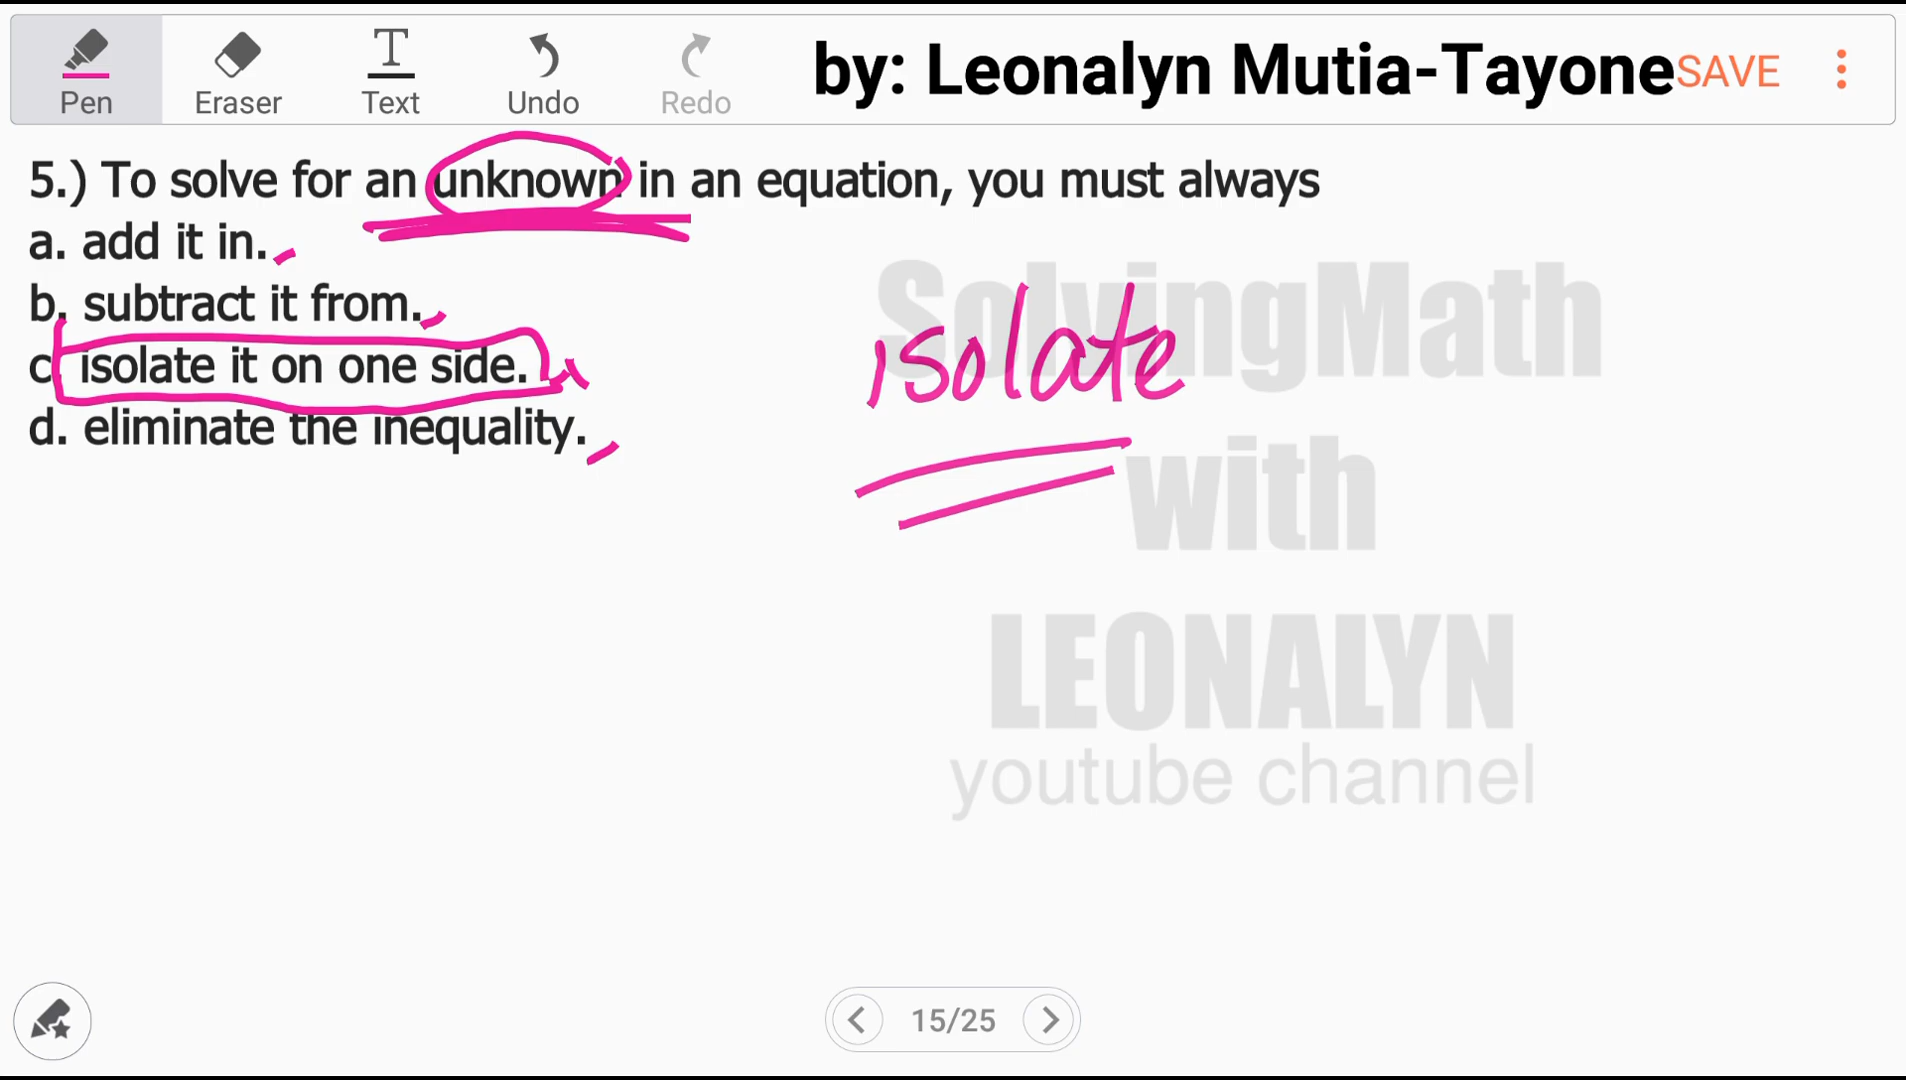 Pen
Eraser
Text
Undo
Redo
by: Leonalyn Mutia-Tayone
SAVE
5.) To solve for an unknown in an equation, you must always
a. add it in.
b. subtract it from.
c. isolate it on one side.
d. eliminate the inequality.
isolate
SolvingMath
with
LEONALYN
youtube channel
15/25